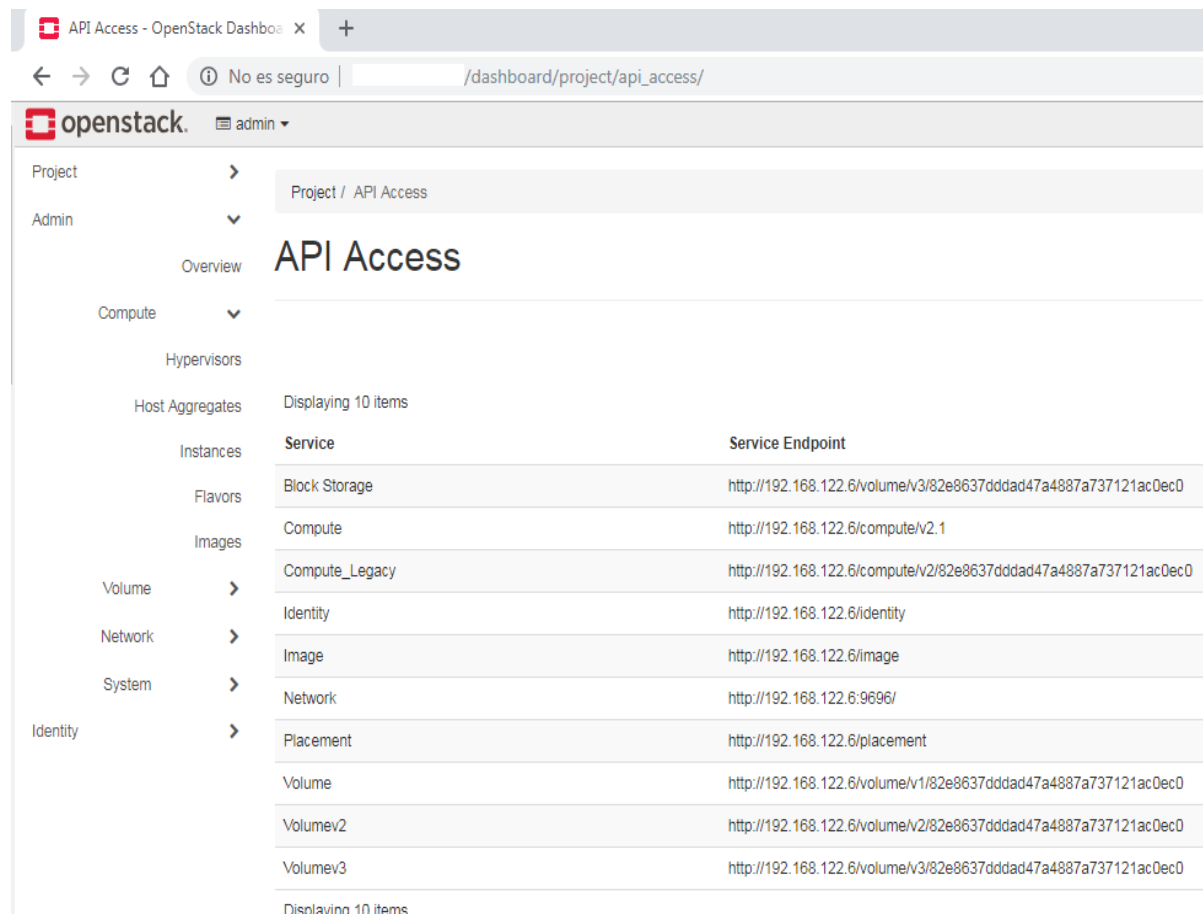 API Access - OpenStack Dashboa
No es seguro | /dashboard/project/api_access/
openstack. admin
Project
Admin
Overview
Compute
Hypervisors
Host Aggregates
Instances
Flavors
Images
Volume
Network
System
Identity
Project / API Access
API Access
Displaying 10 items
Service Service Endpoint
Block Storage http://192.168.122.6/volume/v3/82e8637dddad47a4887a737121ac0ec0
Compute http://192.168.122.6/compute/v2.1
Compute_Legacy http://192.168.122.6/compute/v2/82e8637dddad47a4887a737121ac0ec0
Identity http://192.168.122.6/identity
Image http://192.168.122.6/image
Network http://192.168.122.6:9696/
Placement http://192.168.122.6/placement
Volume http://192.168.122.6/volume/v1/82e8637dddad47a4887a737121ac0ec0
Volumev2 http://192.168.122.6/volume/v2/82e8637dddad47a4887a737121ac0ec0
Volumev3 http://192.168.122.6/volume/v3/82e8637dddad47a4887a737121ac0ec0
Displaying 10 items